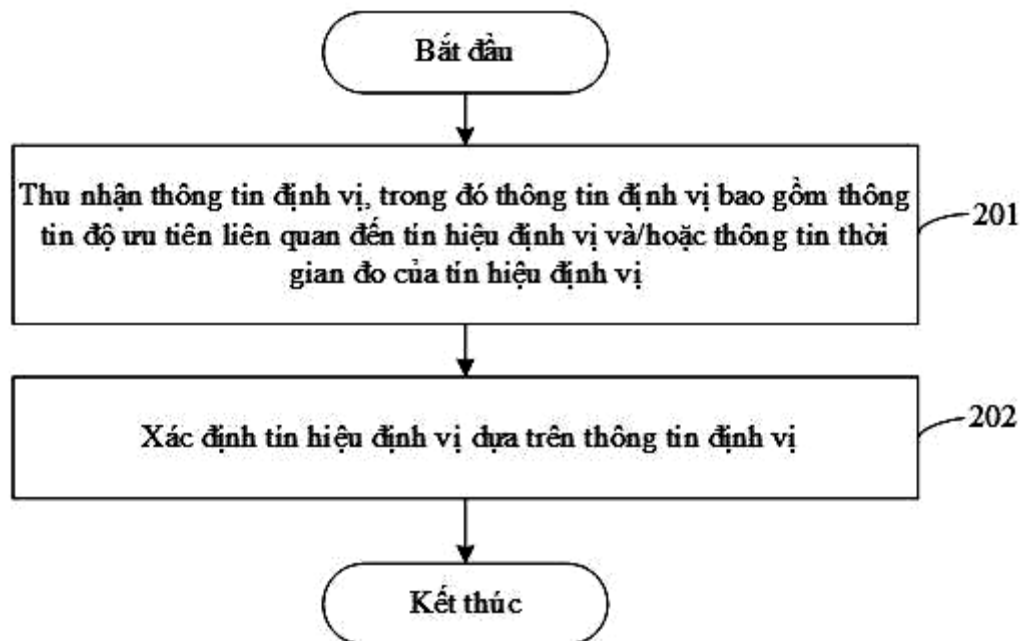 Bắt đầu
Thu nhận thông tin định vị, trong đó thông tin định vị bao gồm thông
tin độ ưu tiên liên quan đến tín hiệu định vị và/hoặc thông tin thời
gian đo của tín hiệu định vị
201
Xác định tín hiệu định vị dựa trên thông tin định vị
202
Kết thúc